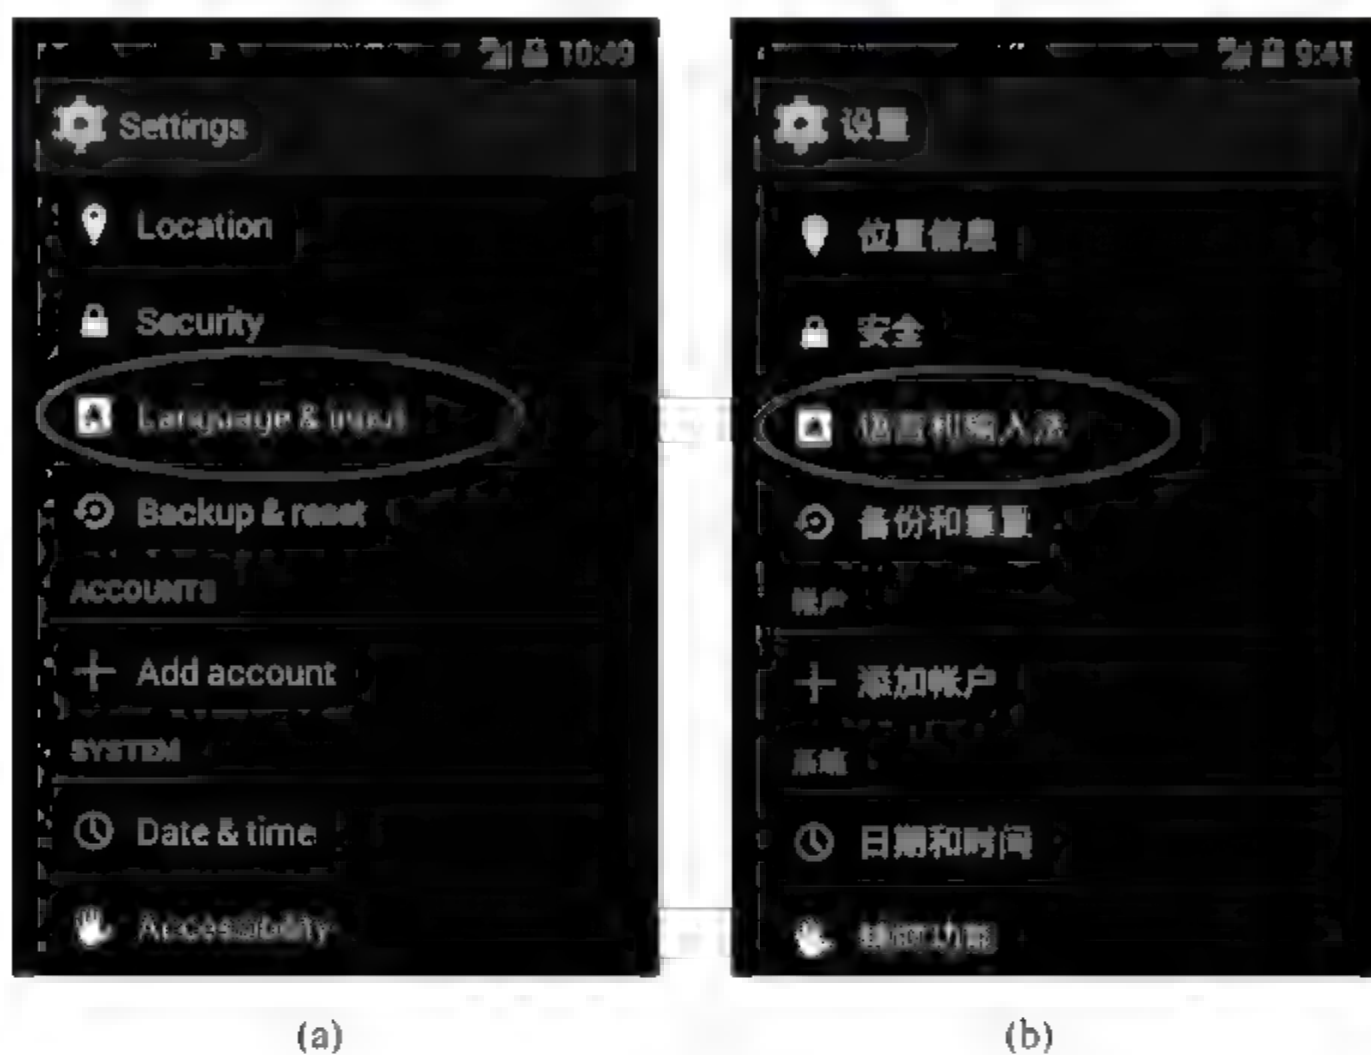 10:49
Settings
Location
Security
Language & input
Backup & reset
ACCOUNTS
Add account
SYSTEM
Date & time
Accessibility
(a)
9:41
设置
位置信息
安全
语言和输入法
备份和重置
帐户
添加帐户
系统
日期和时间
辅助功能
(b)